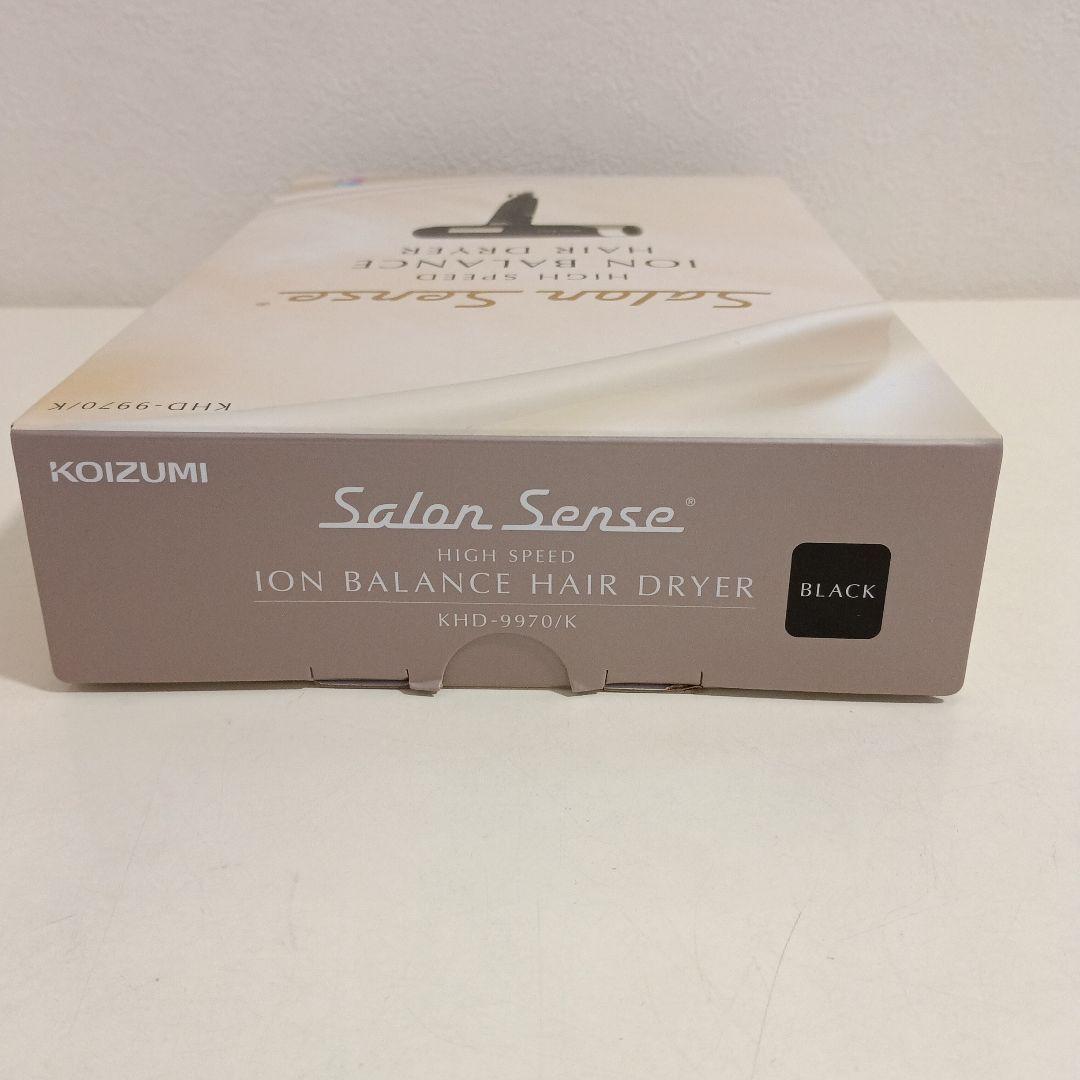 HAIR DRYER
ION BALANCE
HIGH SPEED
Salon Sense®
KHD-9970/K
KOIZUMI
Salon Sense®
HIGH SPEED
ION BALANCE HAIR DRYER
KHD-9970/K
BLACK